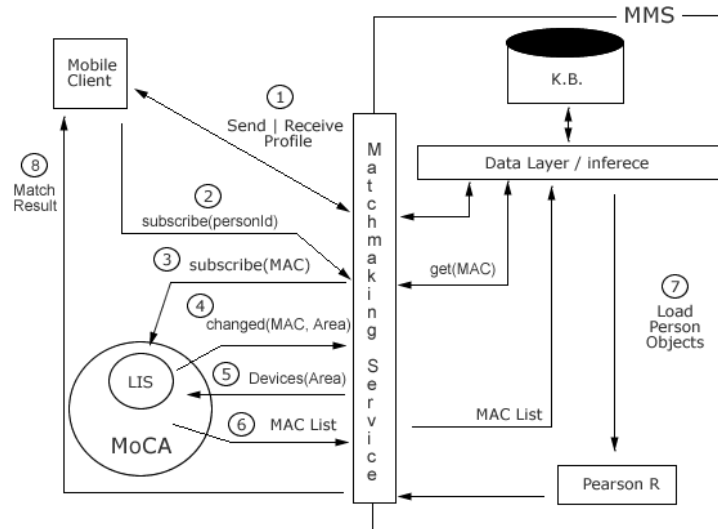 MMS
Mobile
Client
K.B.
1
Send | Receive
Profile
Data Layer / inferece
8
Match
Result
2
subscribe(personId)
3
subscribe(MAC)
get(MAC)
4
changed(MAC, Area)
7
Load
Person
Objects
LIS
5
Devices(Area)
6
MAC List
MAC List
MoCA
Matchmaking Service
Pearson R